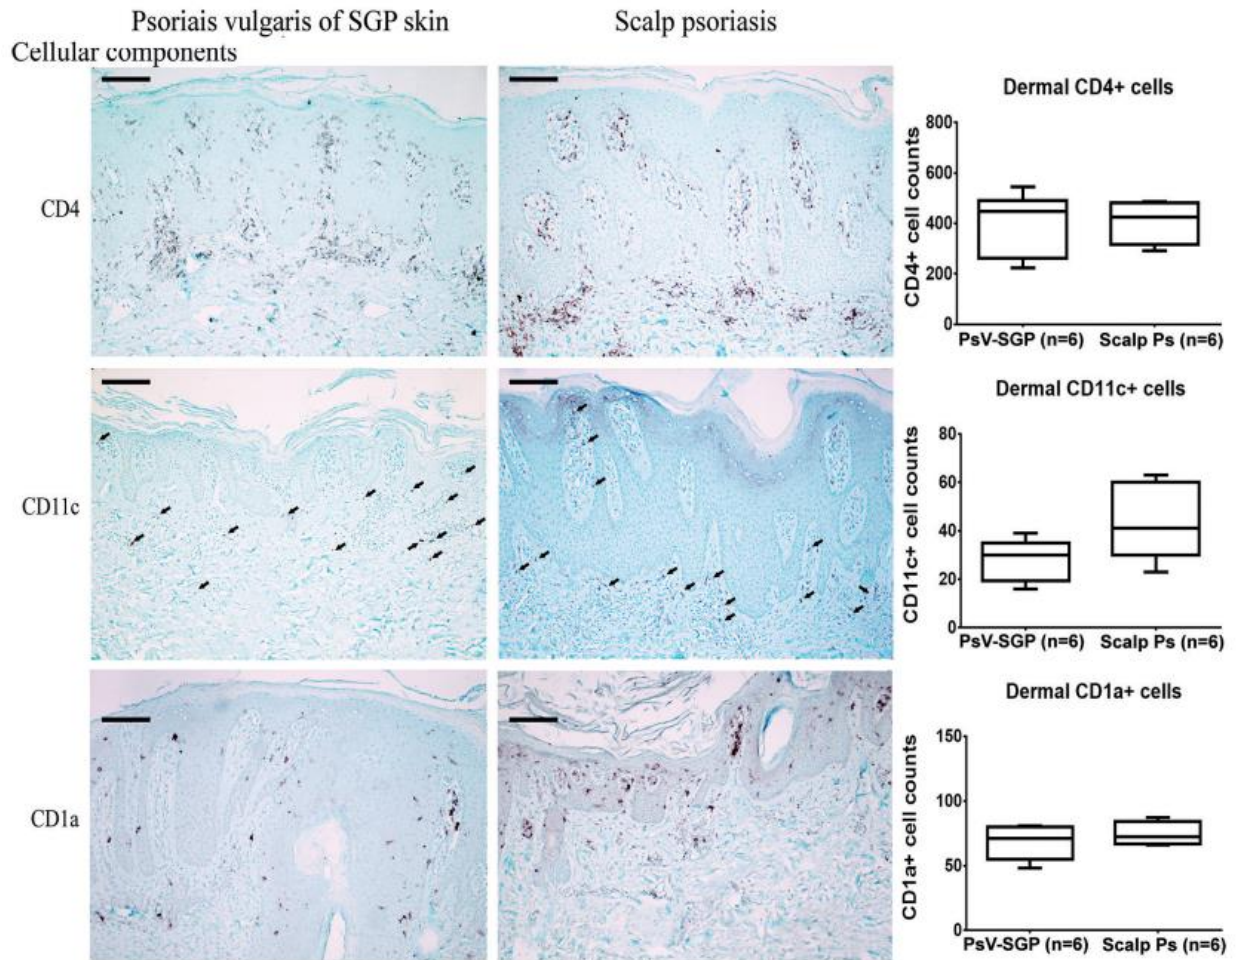 Psoriais vulgaris of SGP skin
Scalp psoriasis
Cellular components
CD4
Dermal CD4+ cells
CD4+ cell counts
800
600
400
200
0
PsV-SGP (n=6)
Scalp Ps (n=6)
CD11c
Dermal CD11c+ cells
CD11c+ cell counts
80
60
40
20
0
PsV-SGP (n=6)
Scalp Ps (n=6)
CD1a
Dermal CD1a+ cells
CD1a+ cell counts
150
100
50
0
PsV-SGP (n=6)
Scalp Ps (n=6)